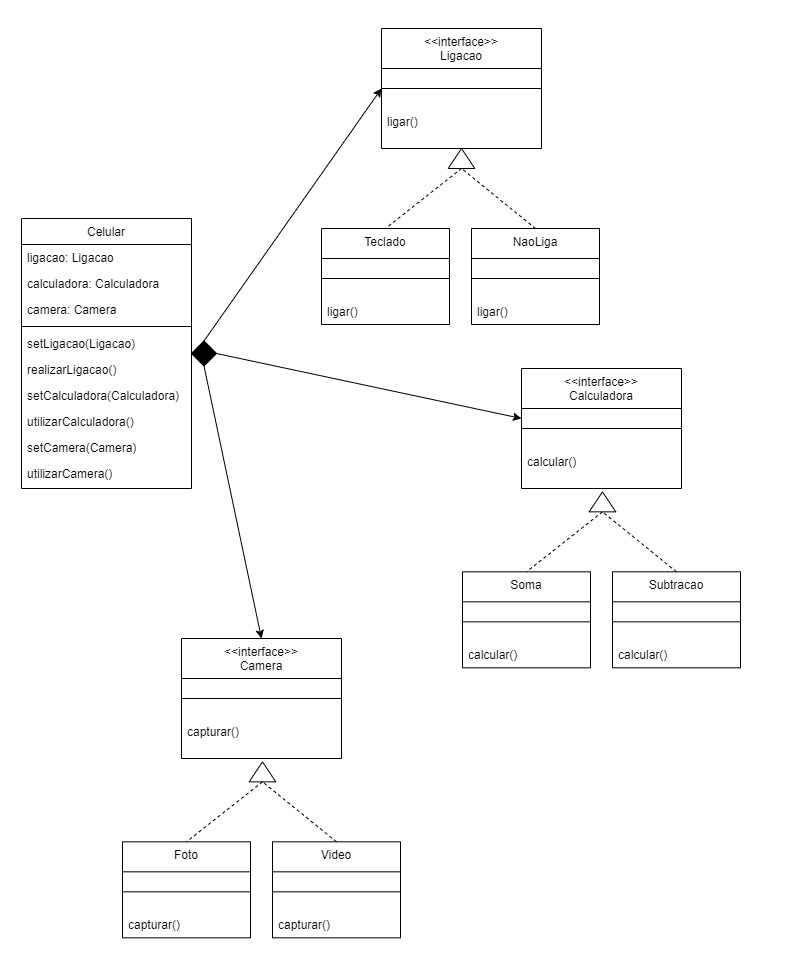 <<interface>>
Ligacao
ligar()
Celular
ligacao: Ligacao
calculadora: Calculadora
camera: Camera
setLigacao(Ligacao)
realizarLigacao()
setCalculadora(Calculadora)
utilizarCalculadora()
setCamera(Camera)
utilizarCamera()
Teclado
ligar()
NaoLiga
ligar()
<<interface>>
Calculadora
calcular()
Soma
calcular()
Subtracao
calcular()
<<interface>>
Camera
capturar()
Foto
capturar()
Video
capturar()